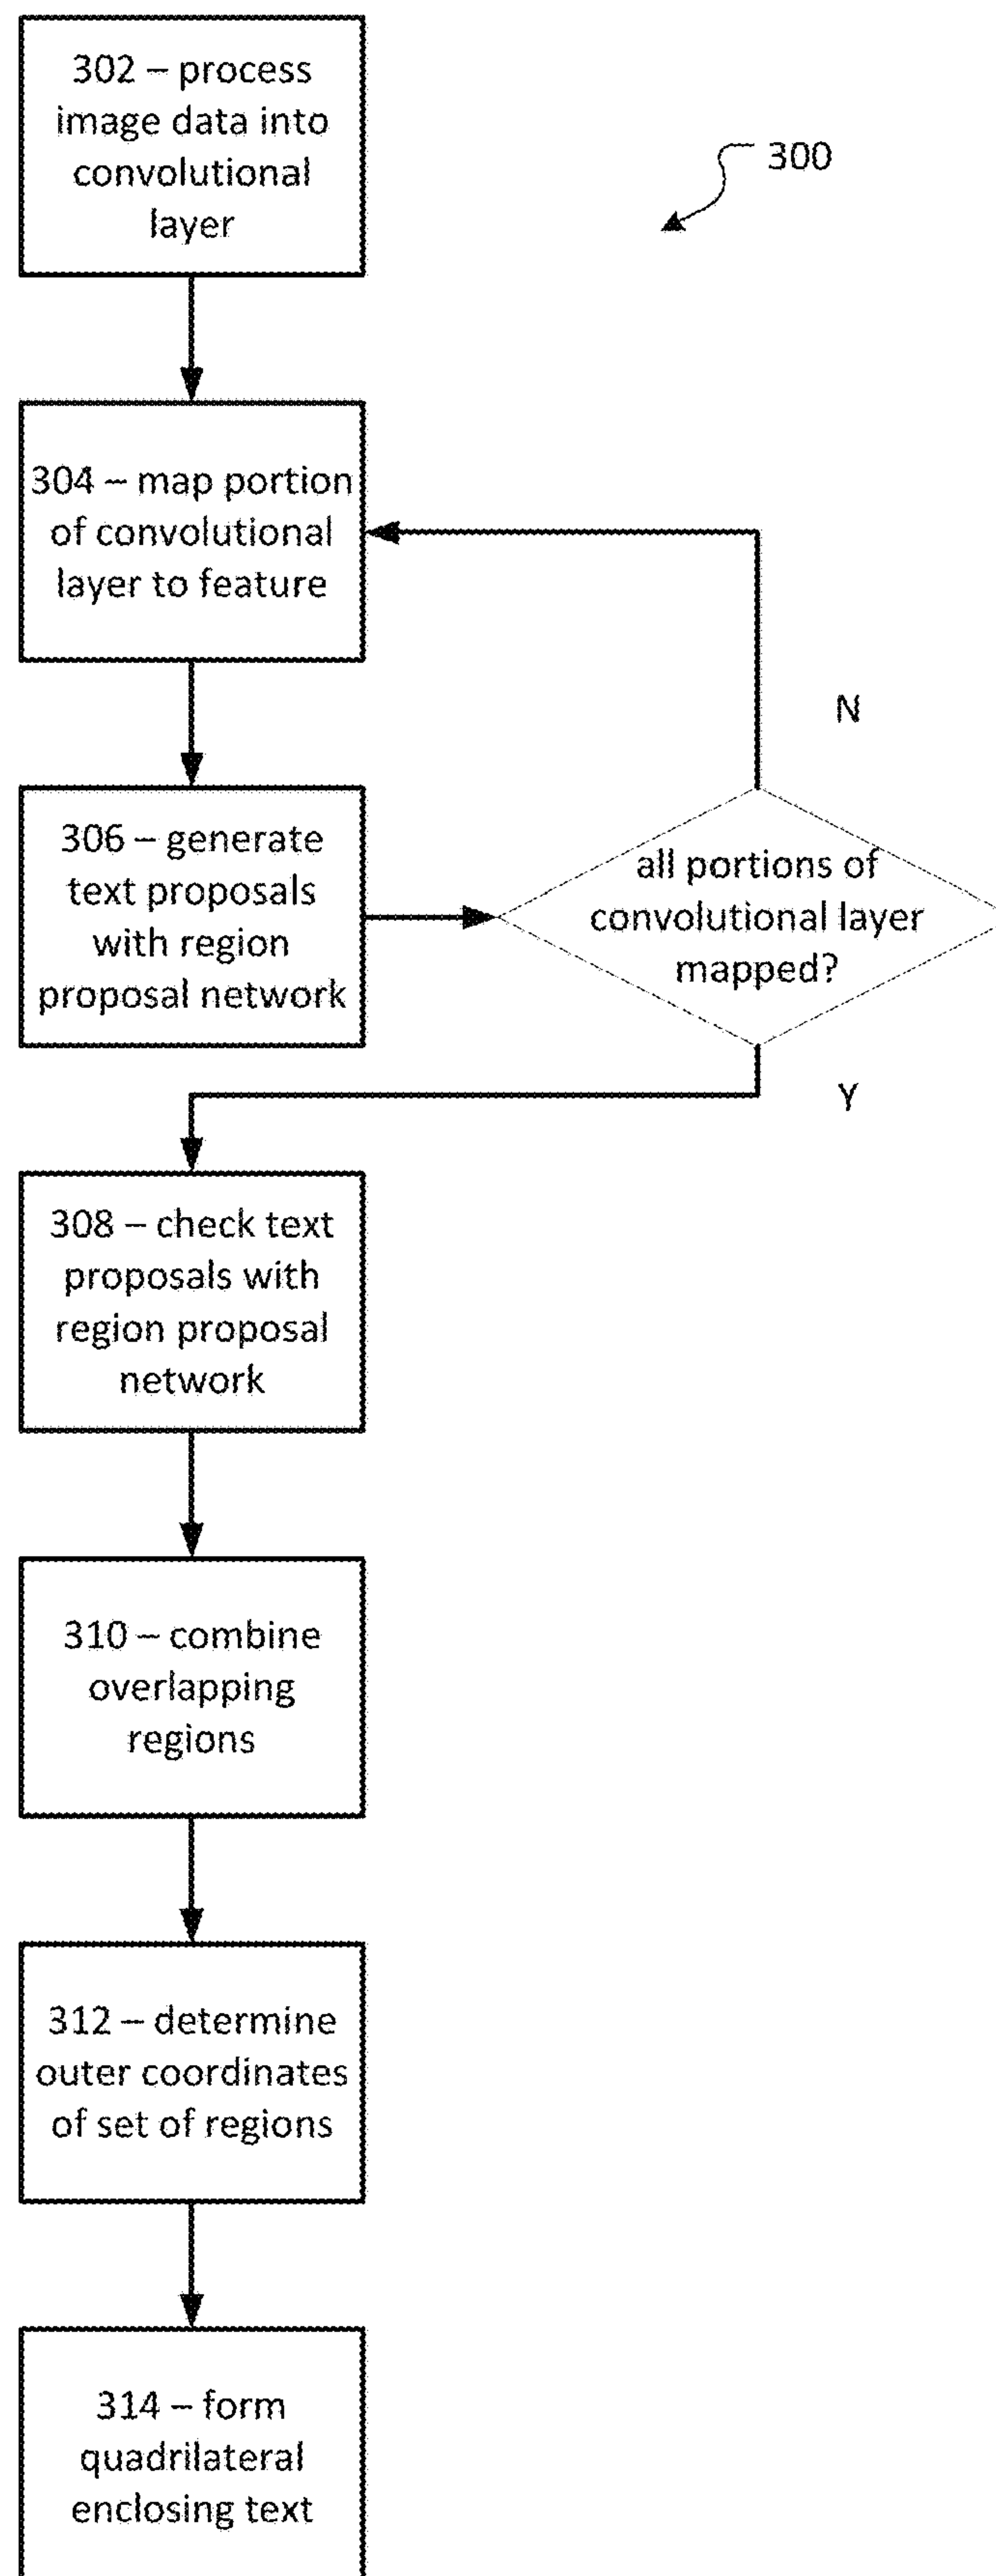 302 – process
image data into
convolutional
layer
300
304 – map portion
of convolutional
layer to feature
N
306 – generate
text proposals
with region
proposal network
all portions of
convolutional layer
mapped?
Y
308 – check text
proposals with
region proposal
network
310 – combine
overlapping
regions
312 – determine
outer coordinates
of set of regions
314 – form
quadrilateral
enclosing text